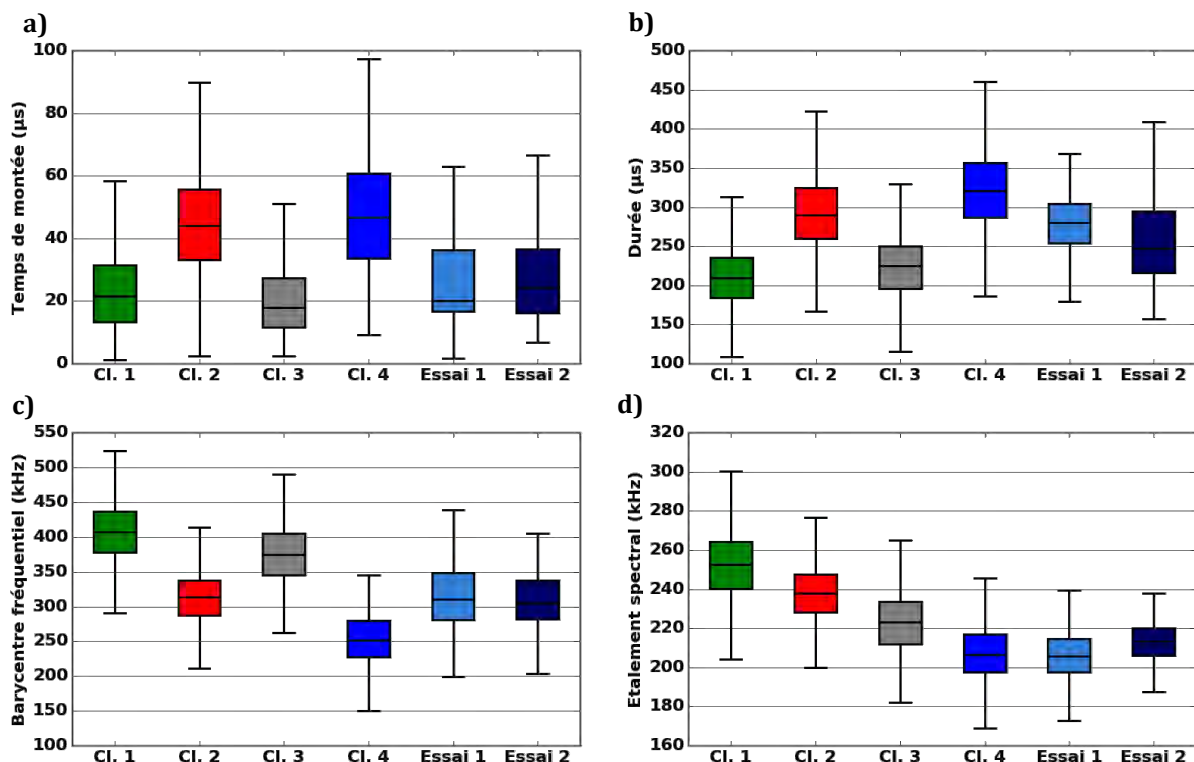 a)
Temps de montée (µs)
100
80
60
40
20
0
Cl. 1 Cl. 2 Cl. 3 Cl. 4 Essai 1 Essai 2
b)
Durée (µs)
500
450
400
350
300
250
200
150
100
Cl. 1 Cl. 2 Cl. 3 Cl. 4 Essai 1 Essai 2
c)
Barycentre fréquentiel (kHz)
550
500
450
400
350
300
250
200
150
100
Cl. 1 Cl. 2 Cl. 3 Cl. 4 Essai 1 Essai 2
d)
Etalement spectral (kHz)
320
300
280
260
240
220
200
180
160
Cl. 1 Cl. 2 Cl. 3 Cl. 4 Essai 1 Essai 2